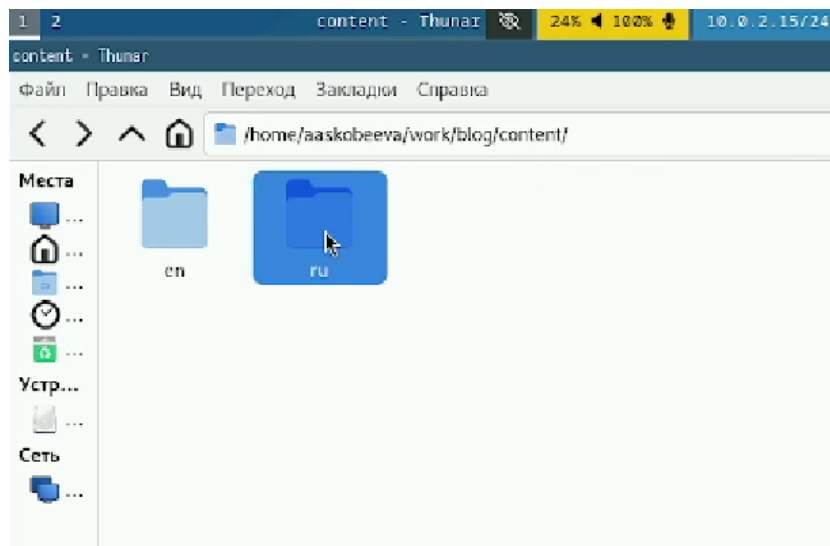 1 2 content - Thunar 24% 100% 10.0.2.15/24
content - Thunar
Файл Правка Вид Переход Закладки Справка
/home/aaskobeeva/work/blog/content/
Места
...
...
...
...
...
Устр...
...
Сеть
...
en ru